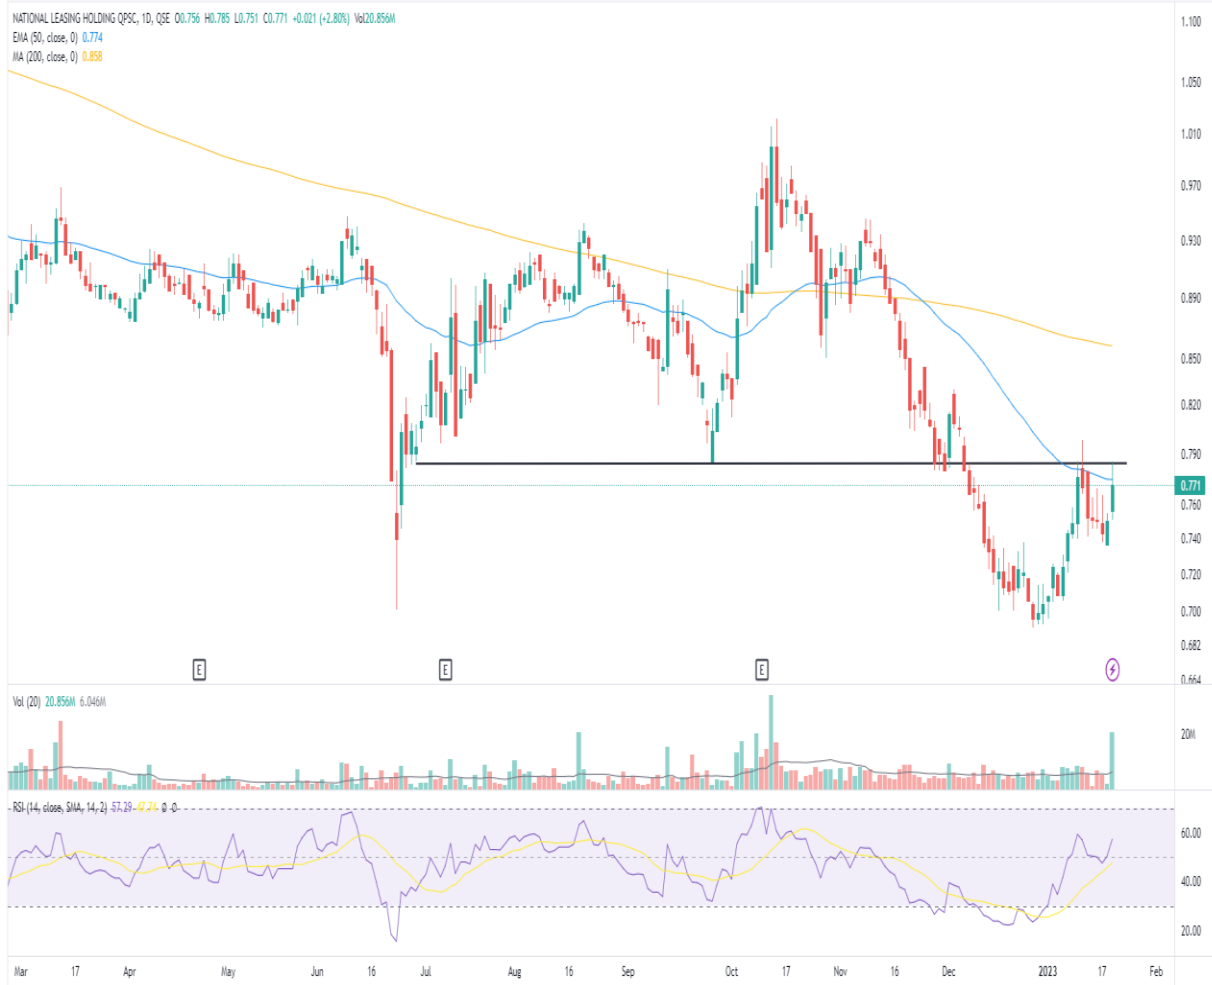 NATIONAL LEASING HOLDING QPSC, 1D, QSE O0.756 H0.785 L0.751 C0.771 +0.021 (+2.80%) Vol20.856M
EMA (50, close, 0) 0.774
MA (200, close, 0) 0.858
1.100
1.050
1.010
0.970
0.930
0.890
0.850
0.820
0.790
0.771
0.760
0.740
0.720
0.700
0.682
0.664
E E E
Vol (20) 20.856M 6.046M
20M
RSI (14, close, SMA, 14, 2) 57.29 Ø Ø
60.00
40.00
20.00
Mar 17 Apr May Jun 16 Jul Aug 16 Sep Oct 17 Nov 16 Dec 2023 17 Feb